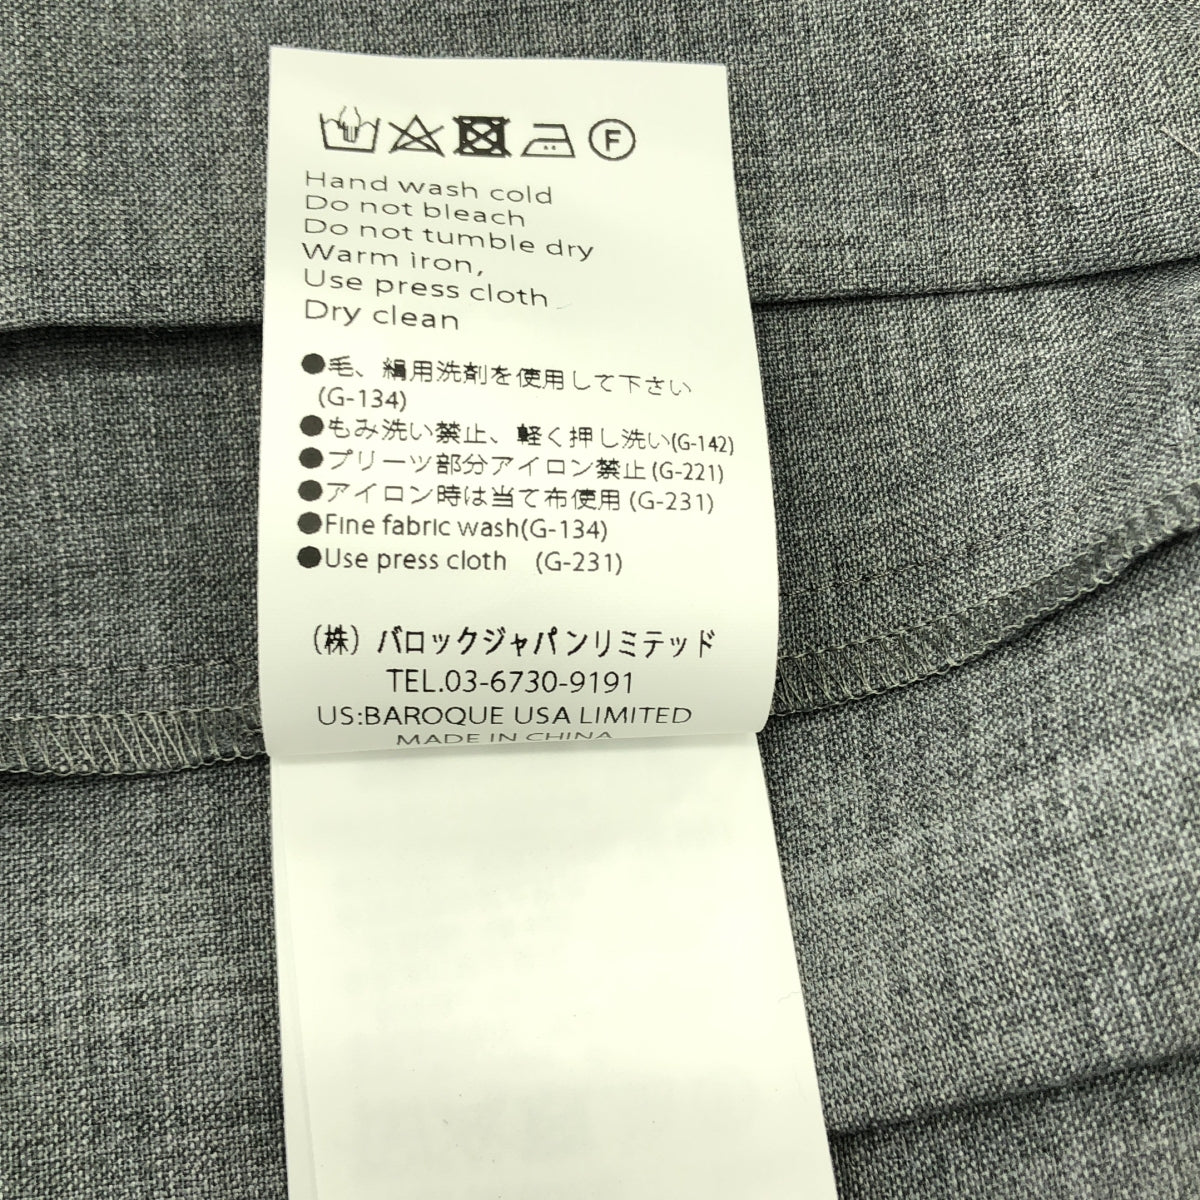 F
Hand wash cold
Do not bleach
Do not tumble dry
Warm iron,
Use press cloth
Dry clean
●毛、絹用洗剤を使用して下さい
(G-134)
●もみ洗い禁止、軽く押し洗い(G-142)
●プリーツ部分アイロン禁止(G-221)
●アイロン時は当て布使用(G-231)
●Fine fabric wash(G-134)
●Use press cloth (G-231)
(株)バロックジャパンリミテッド
TEL.03-6730-9191
US:BAROQUE USA LIMITED
MADE IN CHINA